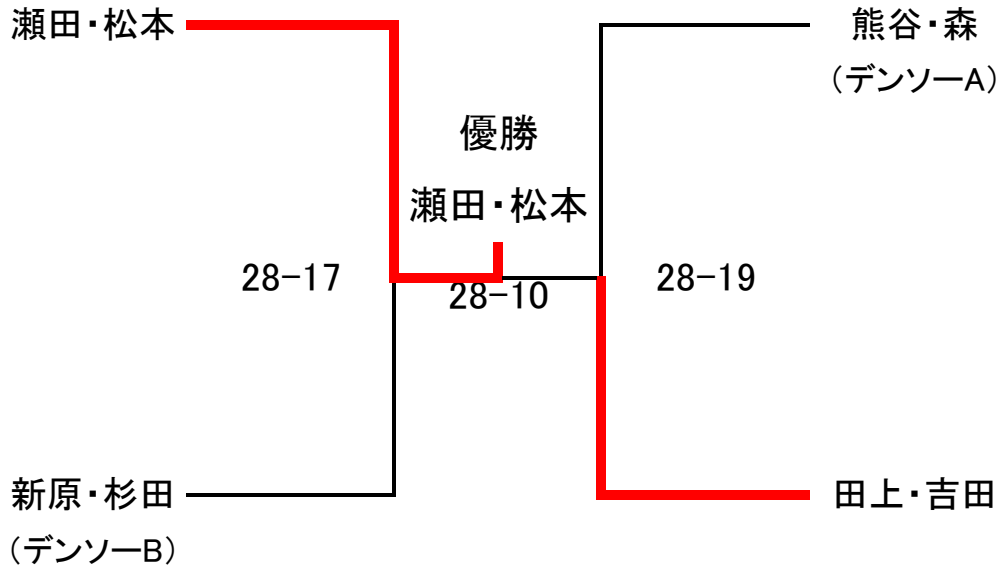 瀬田・松本
熊谷・森
（デンソーA）
優勝
瀬田・松本
28-17
28-10
28-19
新原・杉田
（デンソーB）
田上・吉田